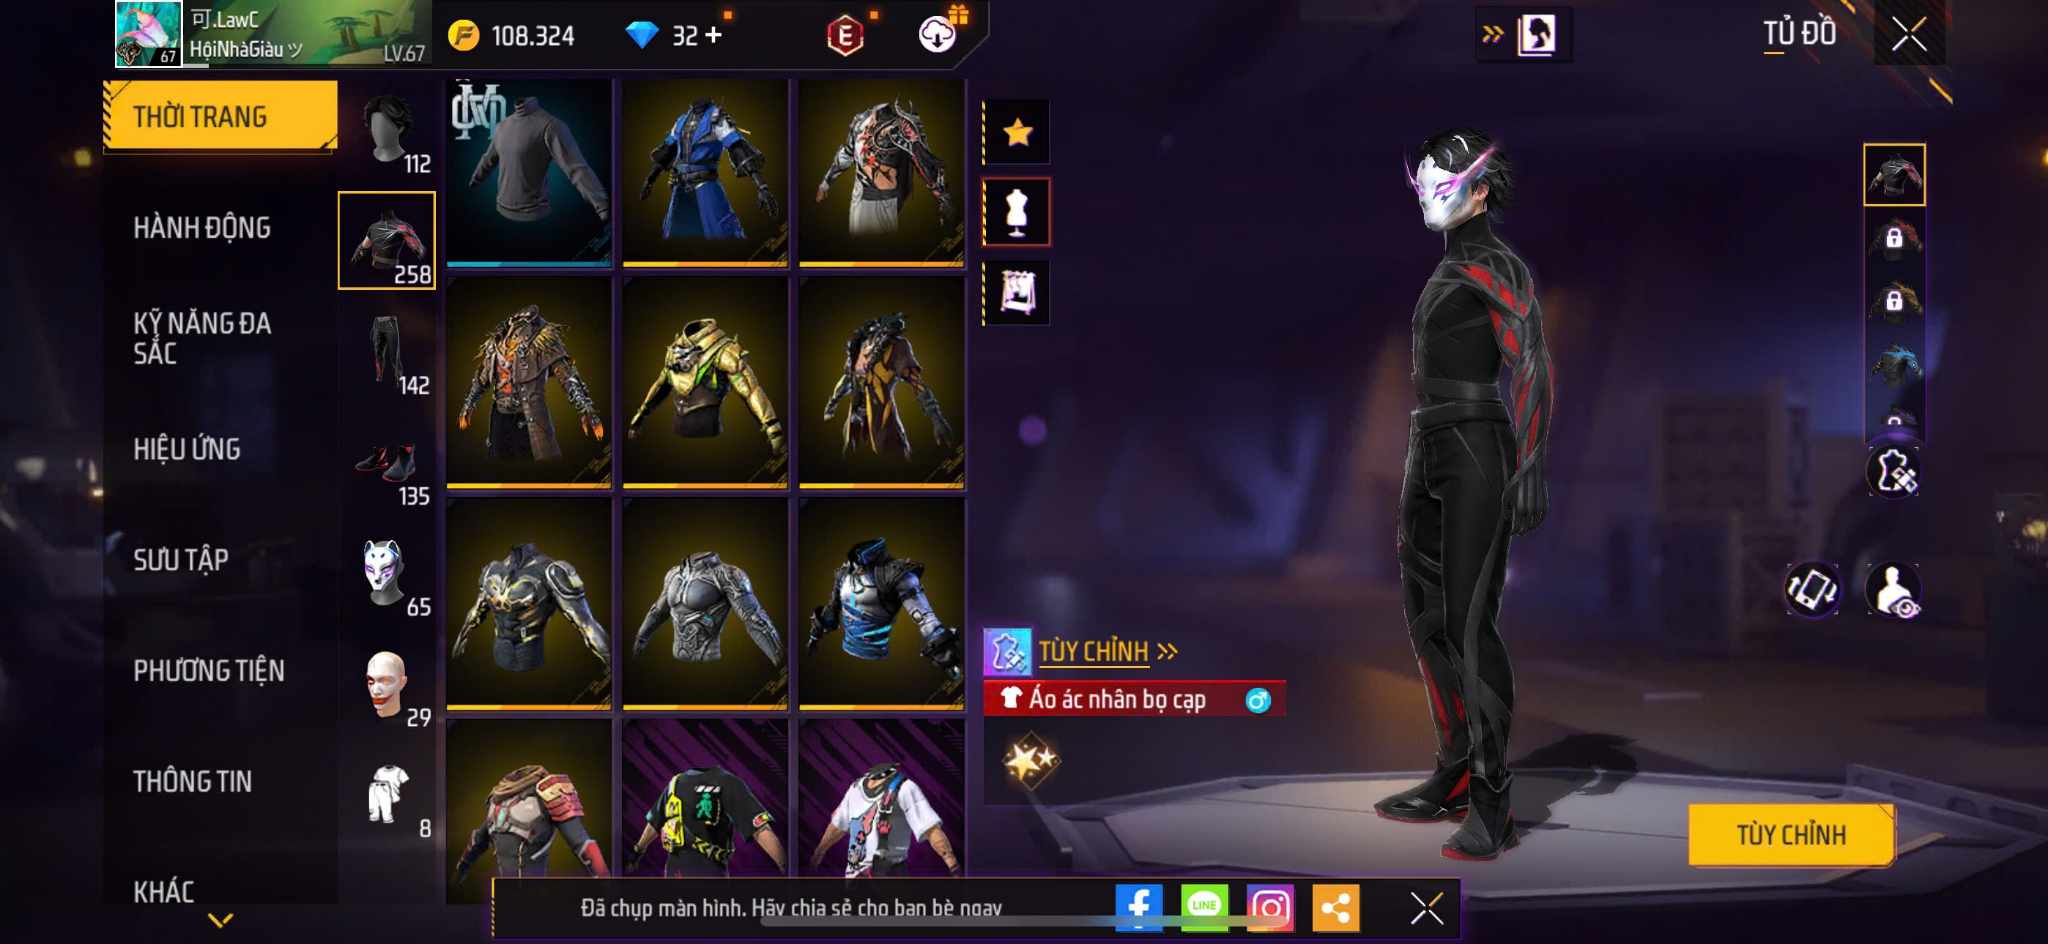 可.LawC
67
HộiNhàGiàu ツ
LV.67
108.324
32 +
E
TỦ ĐỒ
THỜI TRANG
HÀNH ĐỘNG
KỸ NĂNG ĐA
SẮC
HIỆU ỨNG
SƯU TẬP
PHƯƠNG TIỆN
THÔNG TIN
KHÁC
112
258
142
135
65
29
8
TÙY CHỈNH
Áo ác nhân bọ cạp
TÙY CHỈNH
Đã chụp màn hình. Hãy chia sẻ cho bạn bè ngay
LINE